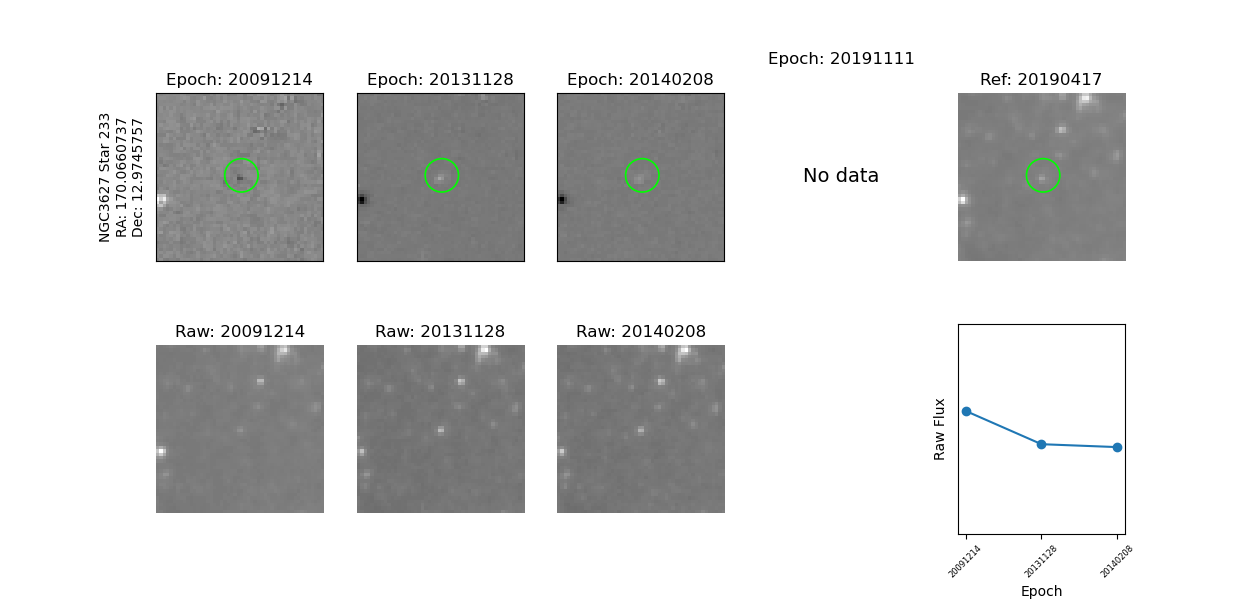 Epoch: 20191111
Epoch: 20091214
Epoch: 20131128
Epoch: 20140208
Ref: 20190417
NGC3627 Star 233
RA: 170.0660737
Dec: 12.9745757
No data
Raw: 20091214
Raw: 20131128
Raw: 20140208
Raw Flux
20091214
20131128
20140208
Epoch